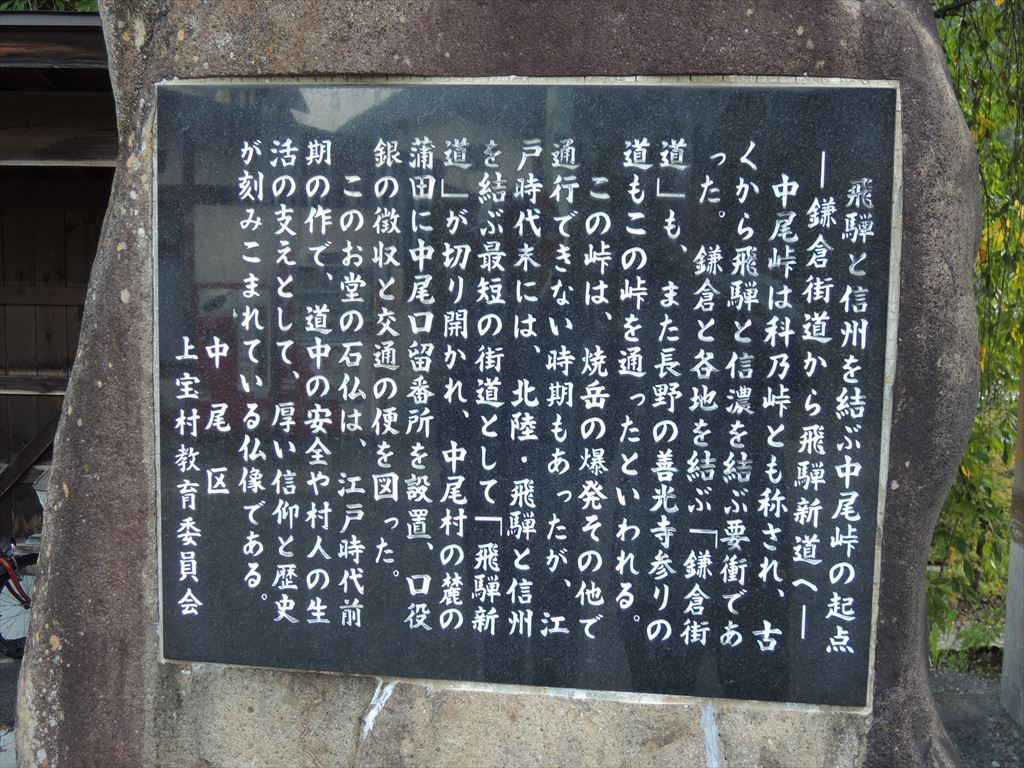 飛騨と信州を結ぶ中尾峠の起点
―鎌倉街道から飛騨新道へ―
中尾峠は科乃峠とも称され、古
くから飛騨と信濃を結ぶ要衝であ
った。鎌倉と各地を結ぶ「鎌倉街
道」も、また長野の善光寺参りの
道もこの峠を通ったといわれる。
この峠は、焼岳の爆発その他で
通行できない時期もあったが、江
戸時代末には、北陸・飛騨と信州
を結ぶ最短の街道として「飛騨新
道」が切り開かれ、中尾村の麓の
蒲田に中尾口留番所を設置、口役
銀の徴収と交通の便を図った。
このお堂の石仏は、江戸時代前
期の作で、道中の安全や村人の生
活の支えとして、厚い信仰と歴史
が刻みこまれている仏像である。
中尾区
上宝村教育委員会